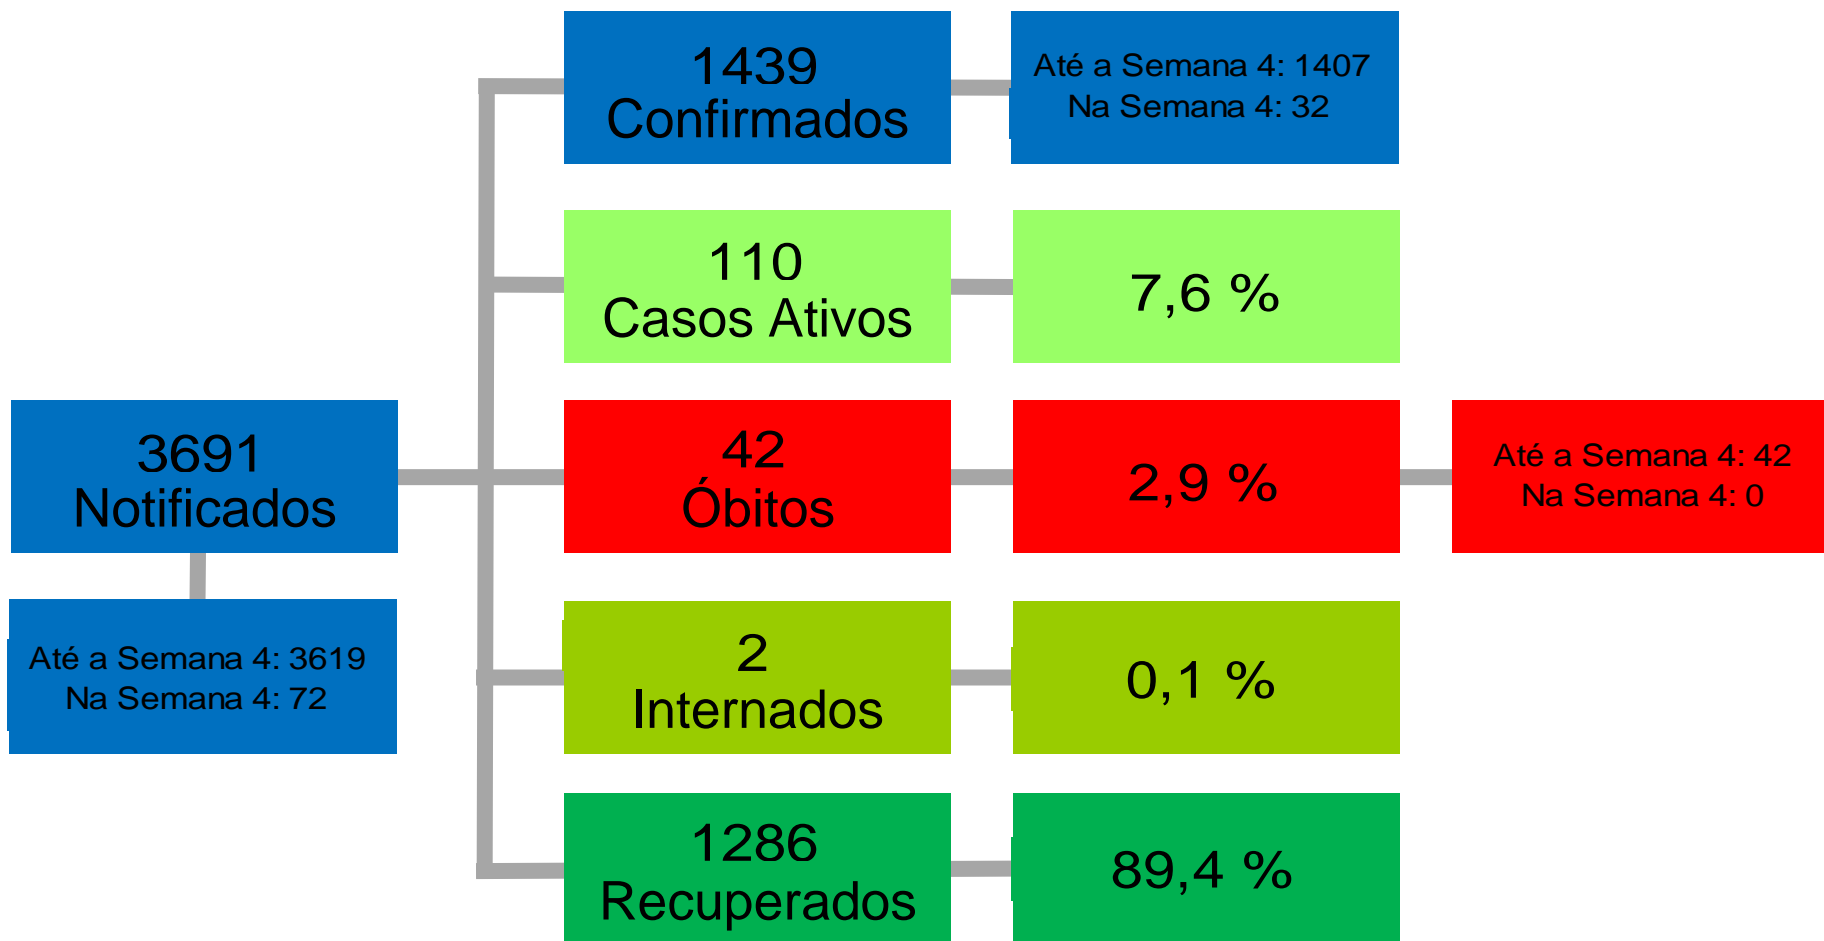 1439
Confirmados
Até a Semana 4: 1407
Na Semana 4: 32
110
Casos Ativos
7,6 %
3691
Notificados
42
Óbitos
2,9 %
Até a Semana 4: 42
Na Semana 4: 0
Até a Semana 4: 3619
Na Semana 4: 72
2
Internados
0,1 %
1286
Recuperados
89,4 %